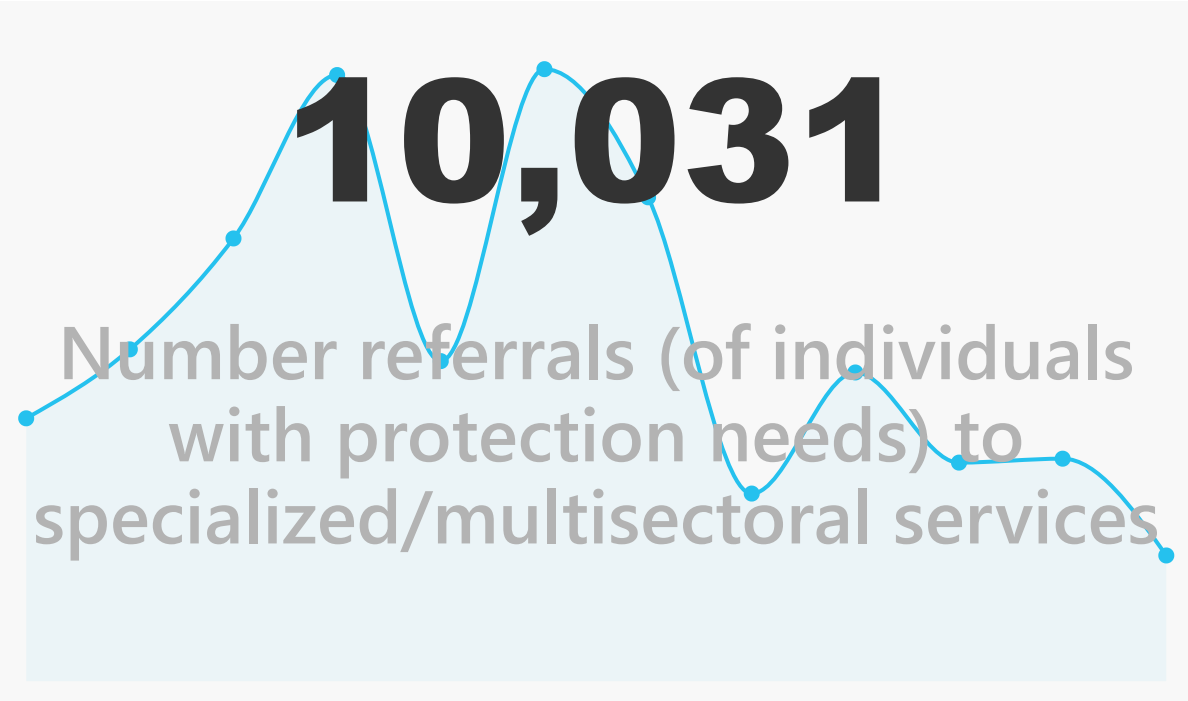 10,031
Number referrals (of individuals
with protection needs) to
specialized/multisectoral services